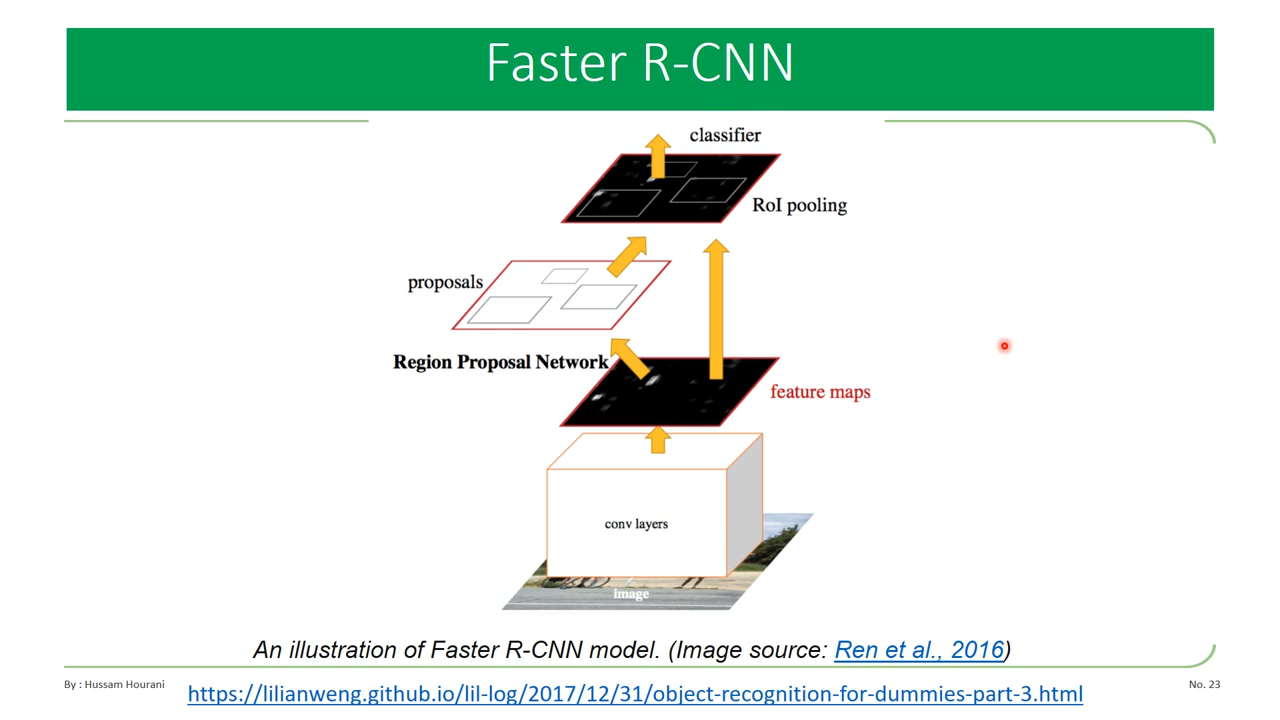 Faster R-CNN
classifier
RoI pooling
proposals
Region Proposal Network
feature maps
conv layers
image
An illustration of Faster R-CNN model. (Image source: Ren et al., 2016)
By : Hussam Hourani
https://lilianweng.github.io/lil-log/2017/12/31/object-recognition-for-dummies-part-3.html
No. 23